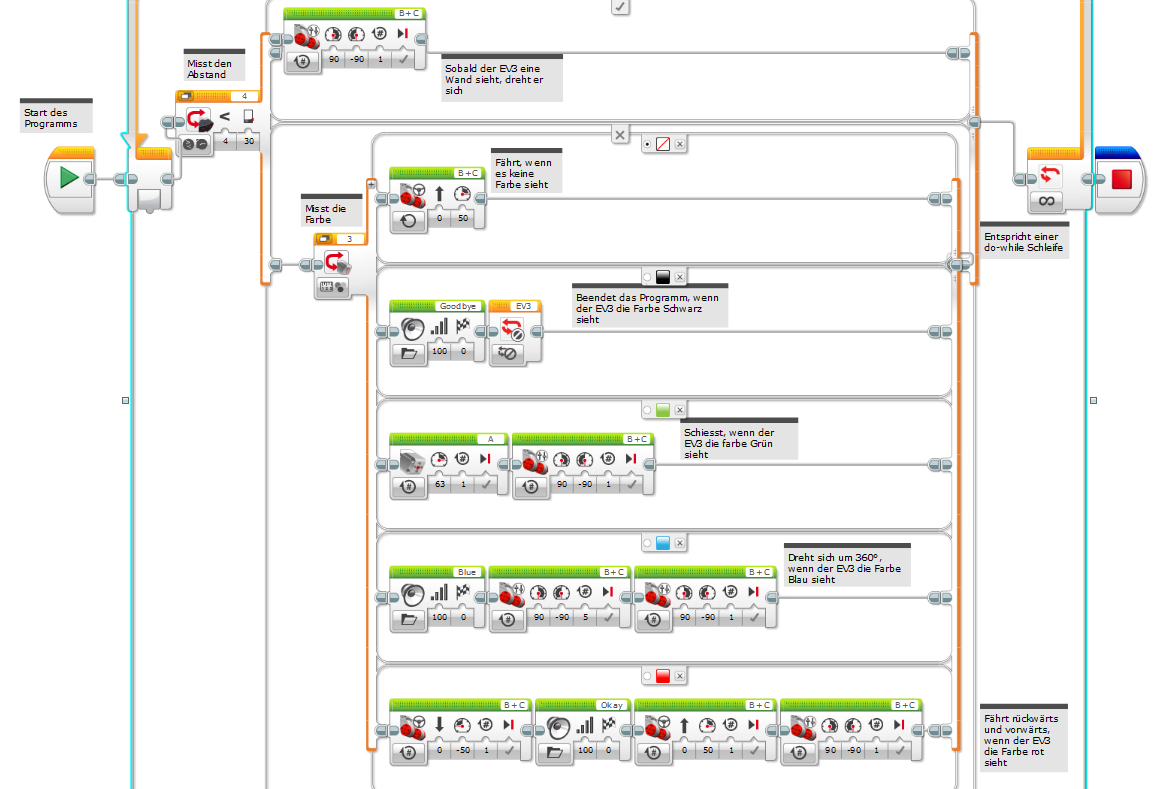 B+C
90 -90 1
Misst den
Abstand
Sobald der EV3 eine
Wand sieht, dreht er
sich
4
<
4 30
Start des
Programms
Fährt, wenn
es keine
Farbe sieht
B+C
0 50
Misst die
Farbe
3
Entspricht einer
do-while Schleife
∞
Beendet das Programm, wenn
der EV3 die Farbe Schwarz
sieht
Goodbye EV3
100 0
Schiesst, wenn der
EV3 die farbe Grün
sieht
A B+C
63 1 90 -90 1
Dreht sich um 360°,
wenn der EV3 die Farbe
Blau sieht
Blue B+C B+C
100 0 90 -90 5 90 -90 1
B+C Okay B+C B+C
0 -50 1 100 0 0 50 1 90 -90 1
Fährt rückwärts
und vorwärts,
wenn der EV3
die Farbe rot
sieht